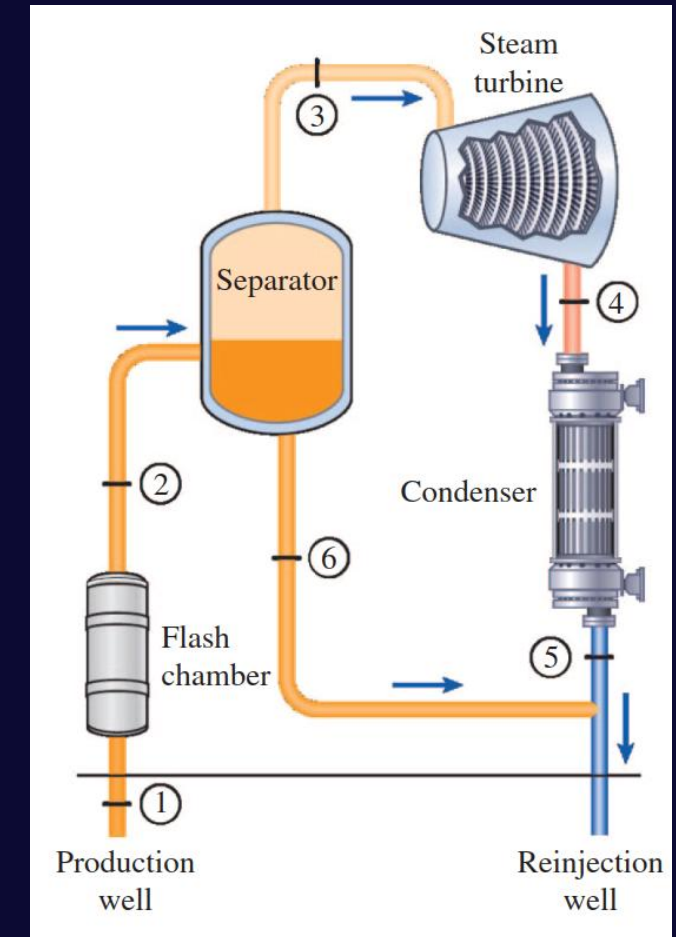 Steam
turbine
3
Separator
4
2
Condenser
6
Flash
chamber
5
1
Production
well
Reinjection
well